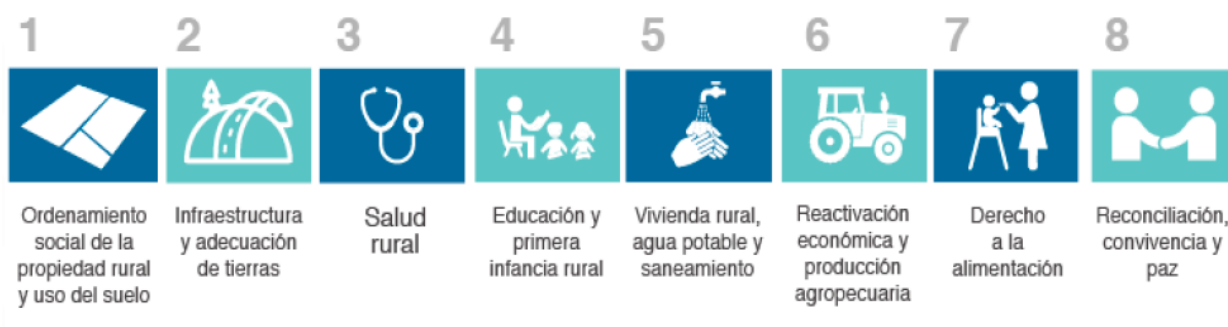 1
2
3
4
5
6
7
8
Ordenamiento
social de la
propiedad rural
y uso del suelo
Infraestructura
y adecuación
de tierras
Salud
rural
Educación y
primera
infancia rural
Vivienda rural,
agua potable y
saneamiento
Reactivación
económica y
producción
agropecuaria
Derecho
a la
alimentación
Reconciliación,
convivencia y
paz